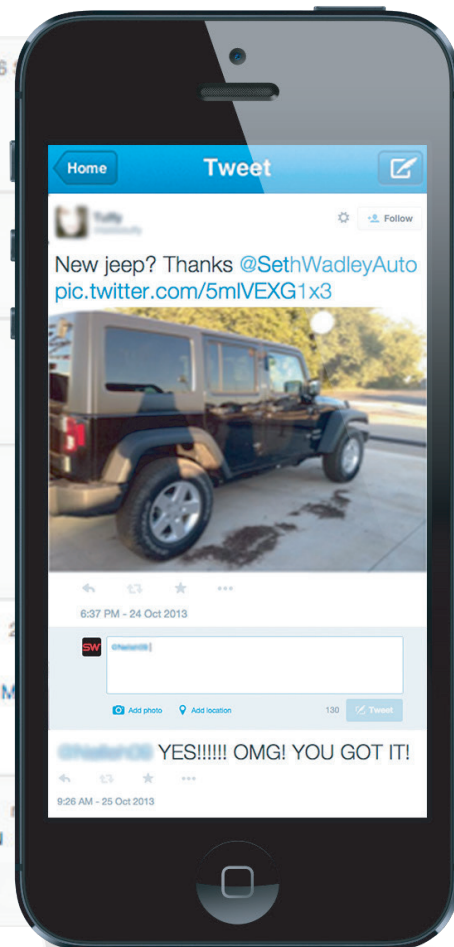 Home
Tweet
Follow
New jeep? Thanks @SethWadleyAuto
pic.twitter.com/5mlVEXG1x3
6:37 PM - 24 Oct 2013
SW
Add photo
Add location
130
Tweet
YES!!!!!! OMG! YOU GOT IT!
9:26 AM - 25 Oct 2013